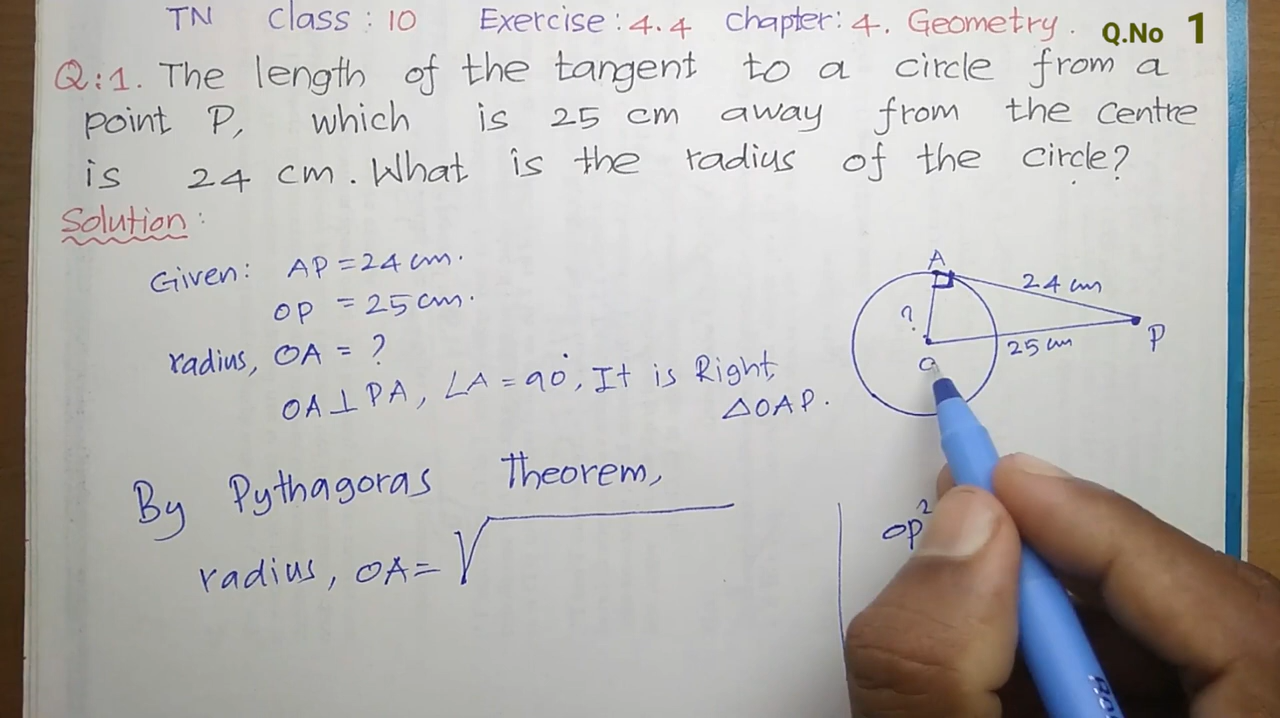 TN Class : 10 Exercise : 4.4 Chapter : 4. Geometry. Q.No 1
Q:1. The length of the tangent to a circle from a
point P, which is 25 cm away from the centre
is 24 cm. What is the radius of the circle?
Solution:
Given: AP = 24 cm.
OP = 25 cm.
radius, OA = ?
OA ⊥ PA, ∠A = 90°, It is Right,
△OAP.
A
24 cm
?
P
25 cm
By Pythagoras Theorem,
radius, OA = √
OP²